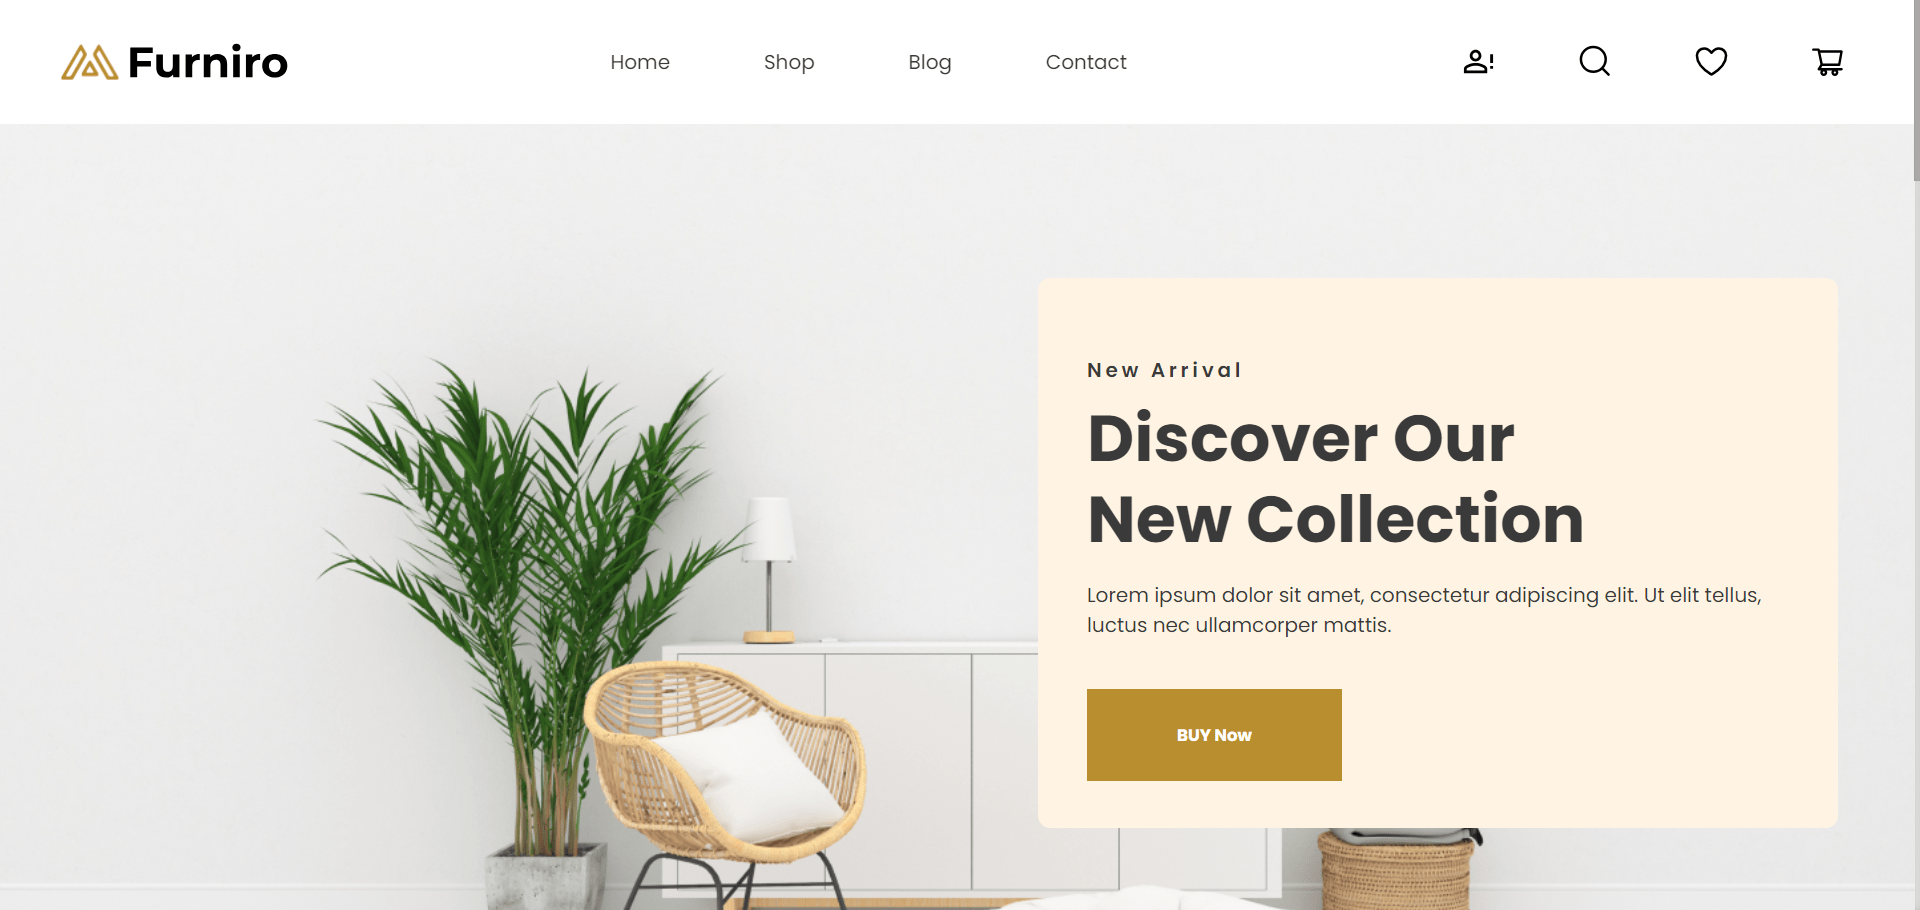 Furniro
Home Shop Blog Contact
New Arrival
Discover Our
New Collection
Lorem ipsum dolor sit amet, consectetur adipiscing elit. Ut elit tellus,
luctus nec ullamcorper mattis.
BUY Now